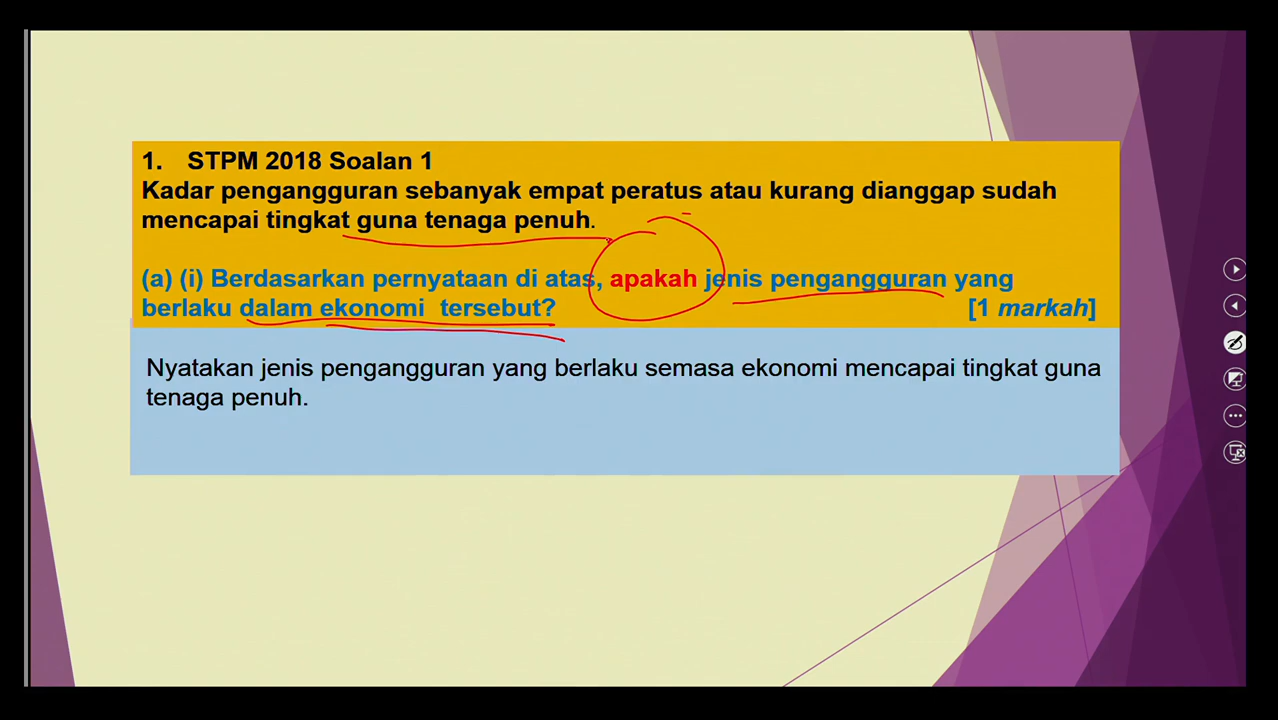 1. STPM 2018 Soalan 1
Kadar pengangguran sebanyak empat peratus atau kurang dianggap sudah
mencapai tingkat guna tenaga penuh.
(a) (i) Berdasarkan pernyataan di atas, apakah jenis pengangguran yang
berlaku dalam ekonomi tersebut? [1 markah]
Nyatakan jenis pengangguran yang berlaku semasa ekonomi mencapai tingkat guna
tenaga penuh.